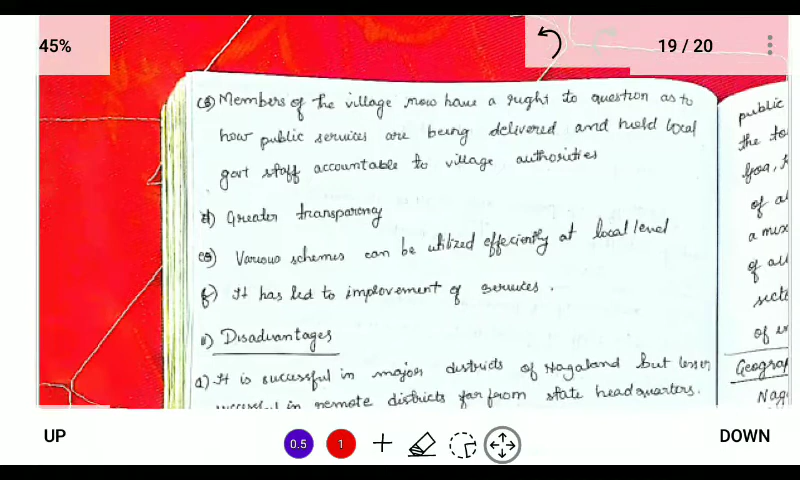 45%
19 / 20
(c) Members of the village now have a right to question as to
how public services are being delivered and hold local
govt staff accountable to village authorities
d) Greater transparency
(e) Various schemes can be utilized effeciently at local level
f) It has led to improvement of services.
ii) Disadvantages
a) It is successful in major districts of Nagaland but lesser
successful in remote districts far from state headquarters.
public
the
goa,
of
a
of
of
Geograp
Nag
UP
0.5
1
DOWN